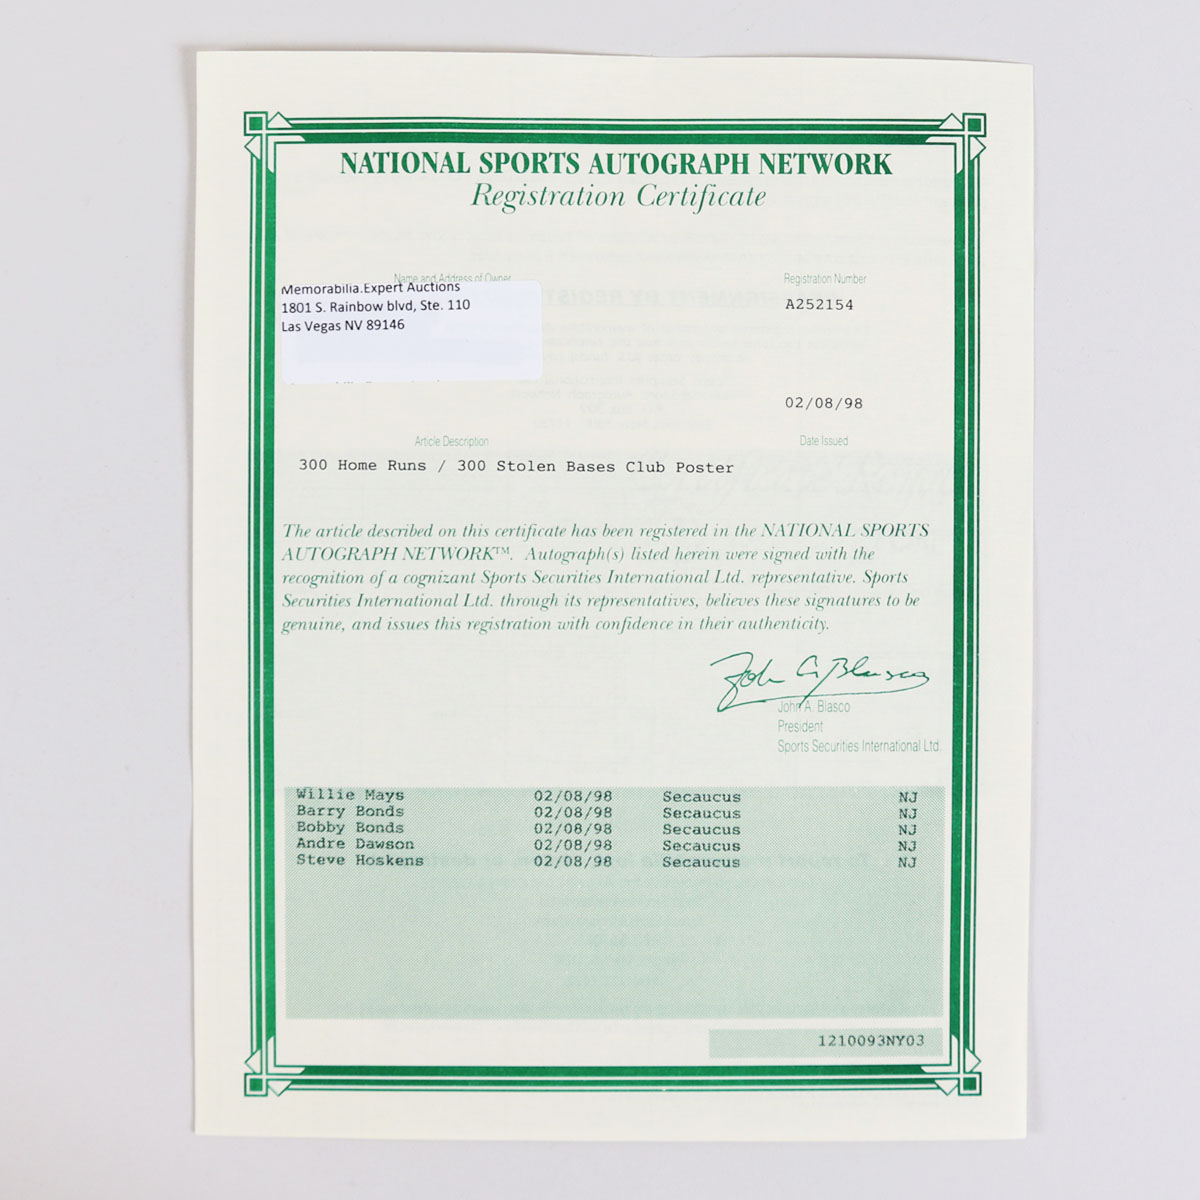 NATIONAL SPORTS AUTOGRAPH NETWORK
Registration Certificate
Name and Address of Owner
Registration Number
Memorabilia.Expert Auctions
1801 S. Rainbow blvd, Ste. 110
Las Vegas NV 89146
A252154
02/08/98
Article Description
Date Issued
300 Home Runs / 300 Stolen Bases Club Poster
The article described on this certificate has been registered in the NATIONAL SPORTS
AUTOGRAPH NETWORK™. Autograph(s) listed herein were signed with the
recognition of a cognizant Sports Securities International Ltd. representative. Sports
Securities International Ltd. through its representatives, believes these signatures to be
genuine, and issues this registration with confidence in their authenticity.
John A. Blasco
John A. Blasco
President
Sports Securities International Ltd.
Willie Mays 02/08/98 Secaucus NJ
Barry Bonds 02/08/98 Secaucus NJ
Bobby Bonds 02/08/98 Secaucus NJ
Andre Dawson 02/08/98 Secaucus NJ
Steve Hoskens 02/08/98 Secaucus NJ
1210093NY03